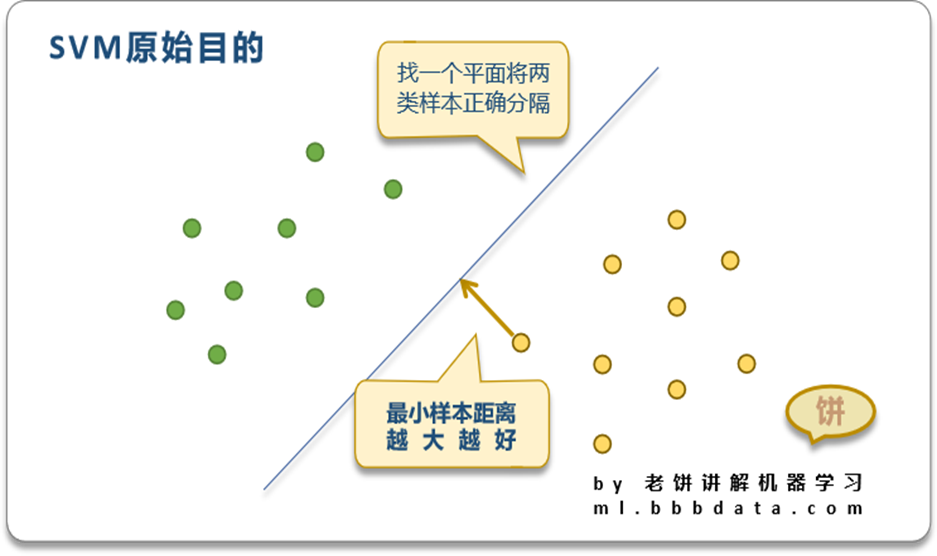 SVM原始目的
找一个平面将两
类样本正确分隔
最小样本距离
越 大 越 好
饼
by 老饼讲解机器学习
ml.bbbdata.com